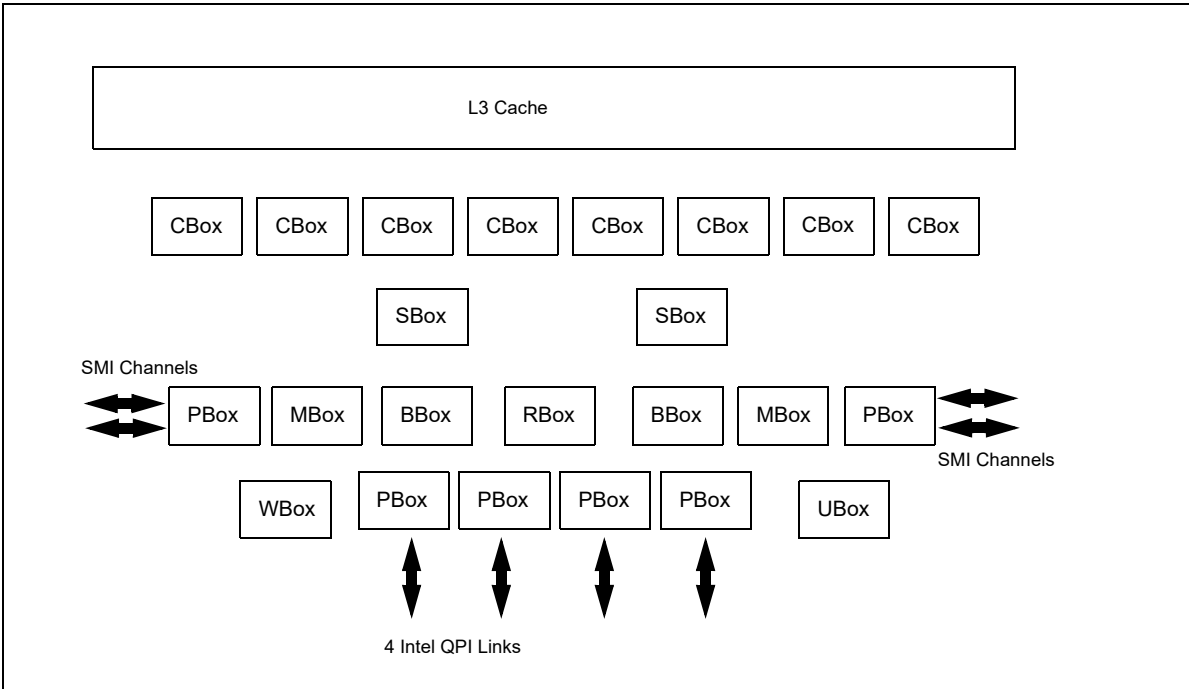 L3 Cache
CBox CBox CBox CBox CBox CBox CBox CBox
SBox SBox
SMI Channels
PBox MBox BBox RBox BBox MBox PBox
SMI Channels
WBox PBox PBox PBox PBox UBox
4 Intel QPI Links